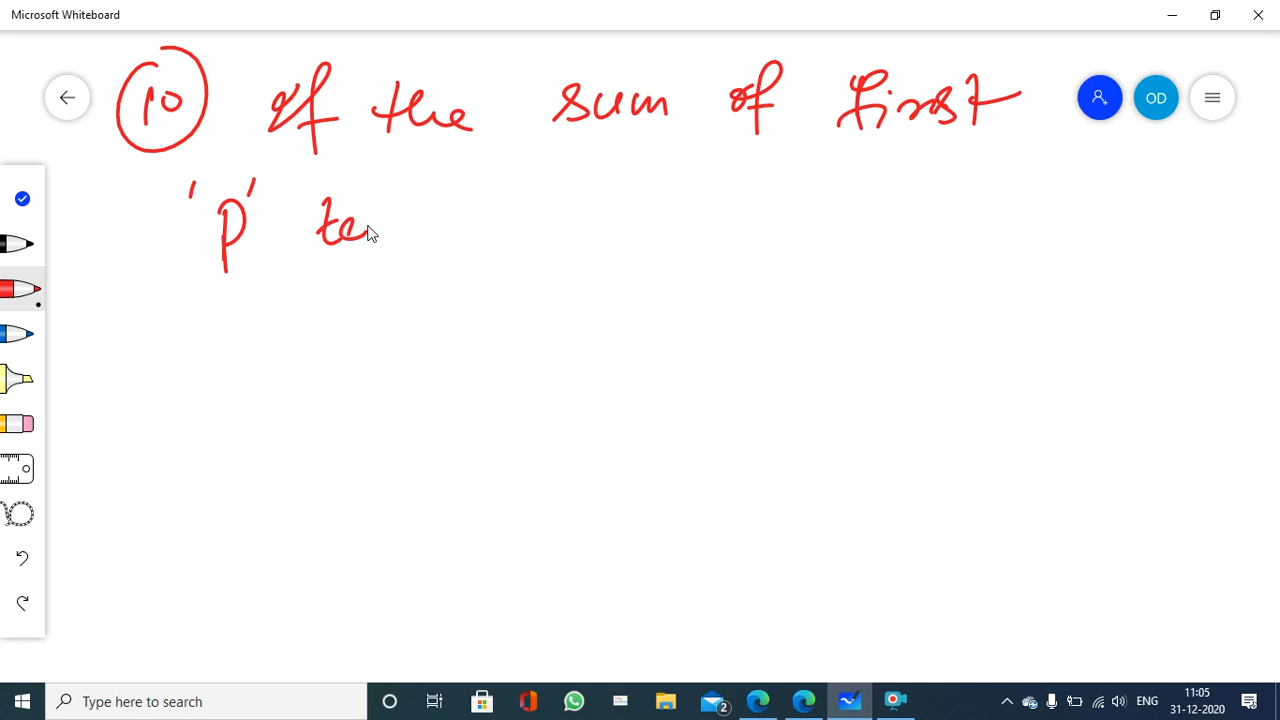 Microsoft Whiteboard
10 If the sum of first
OD
'p' te
Type here to search
2
ENG
11:05
31-12-2020